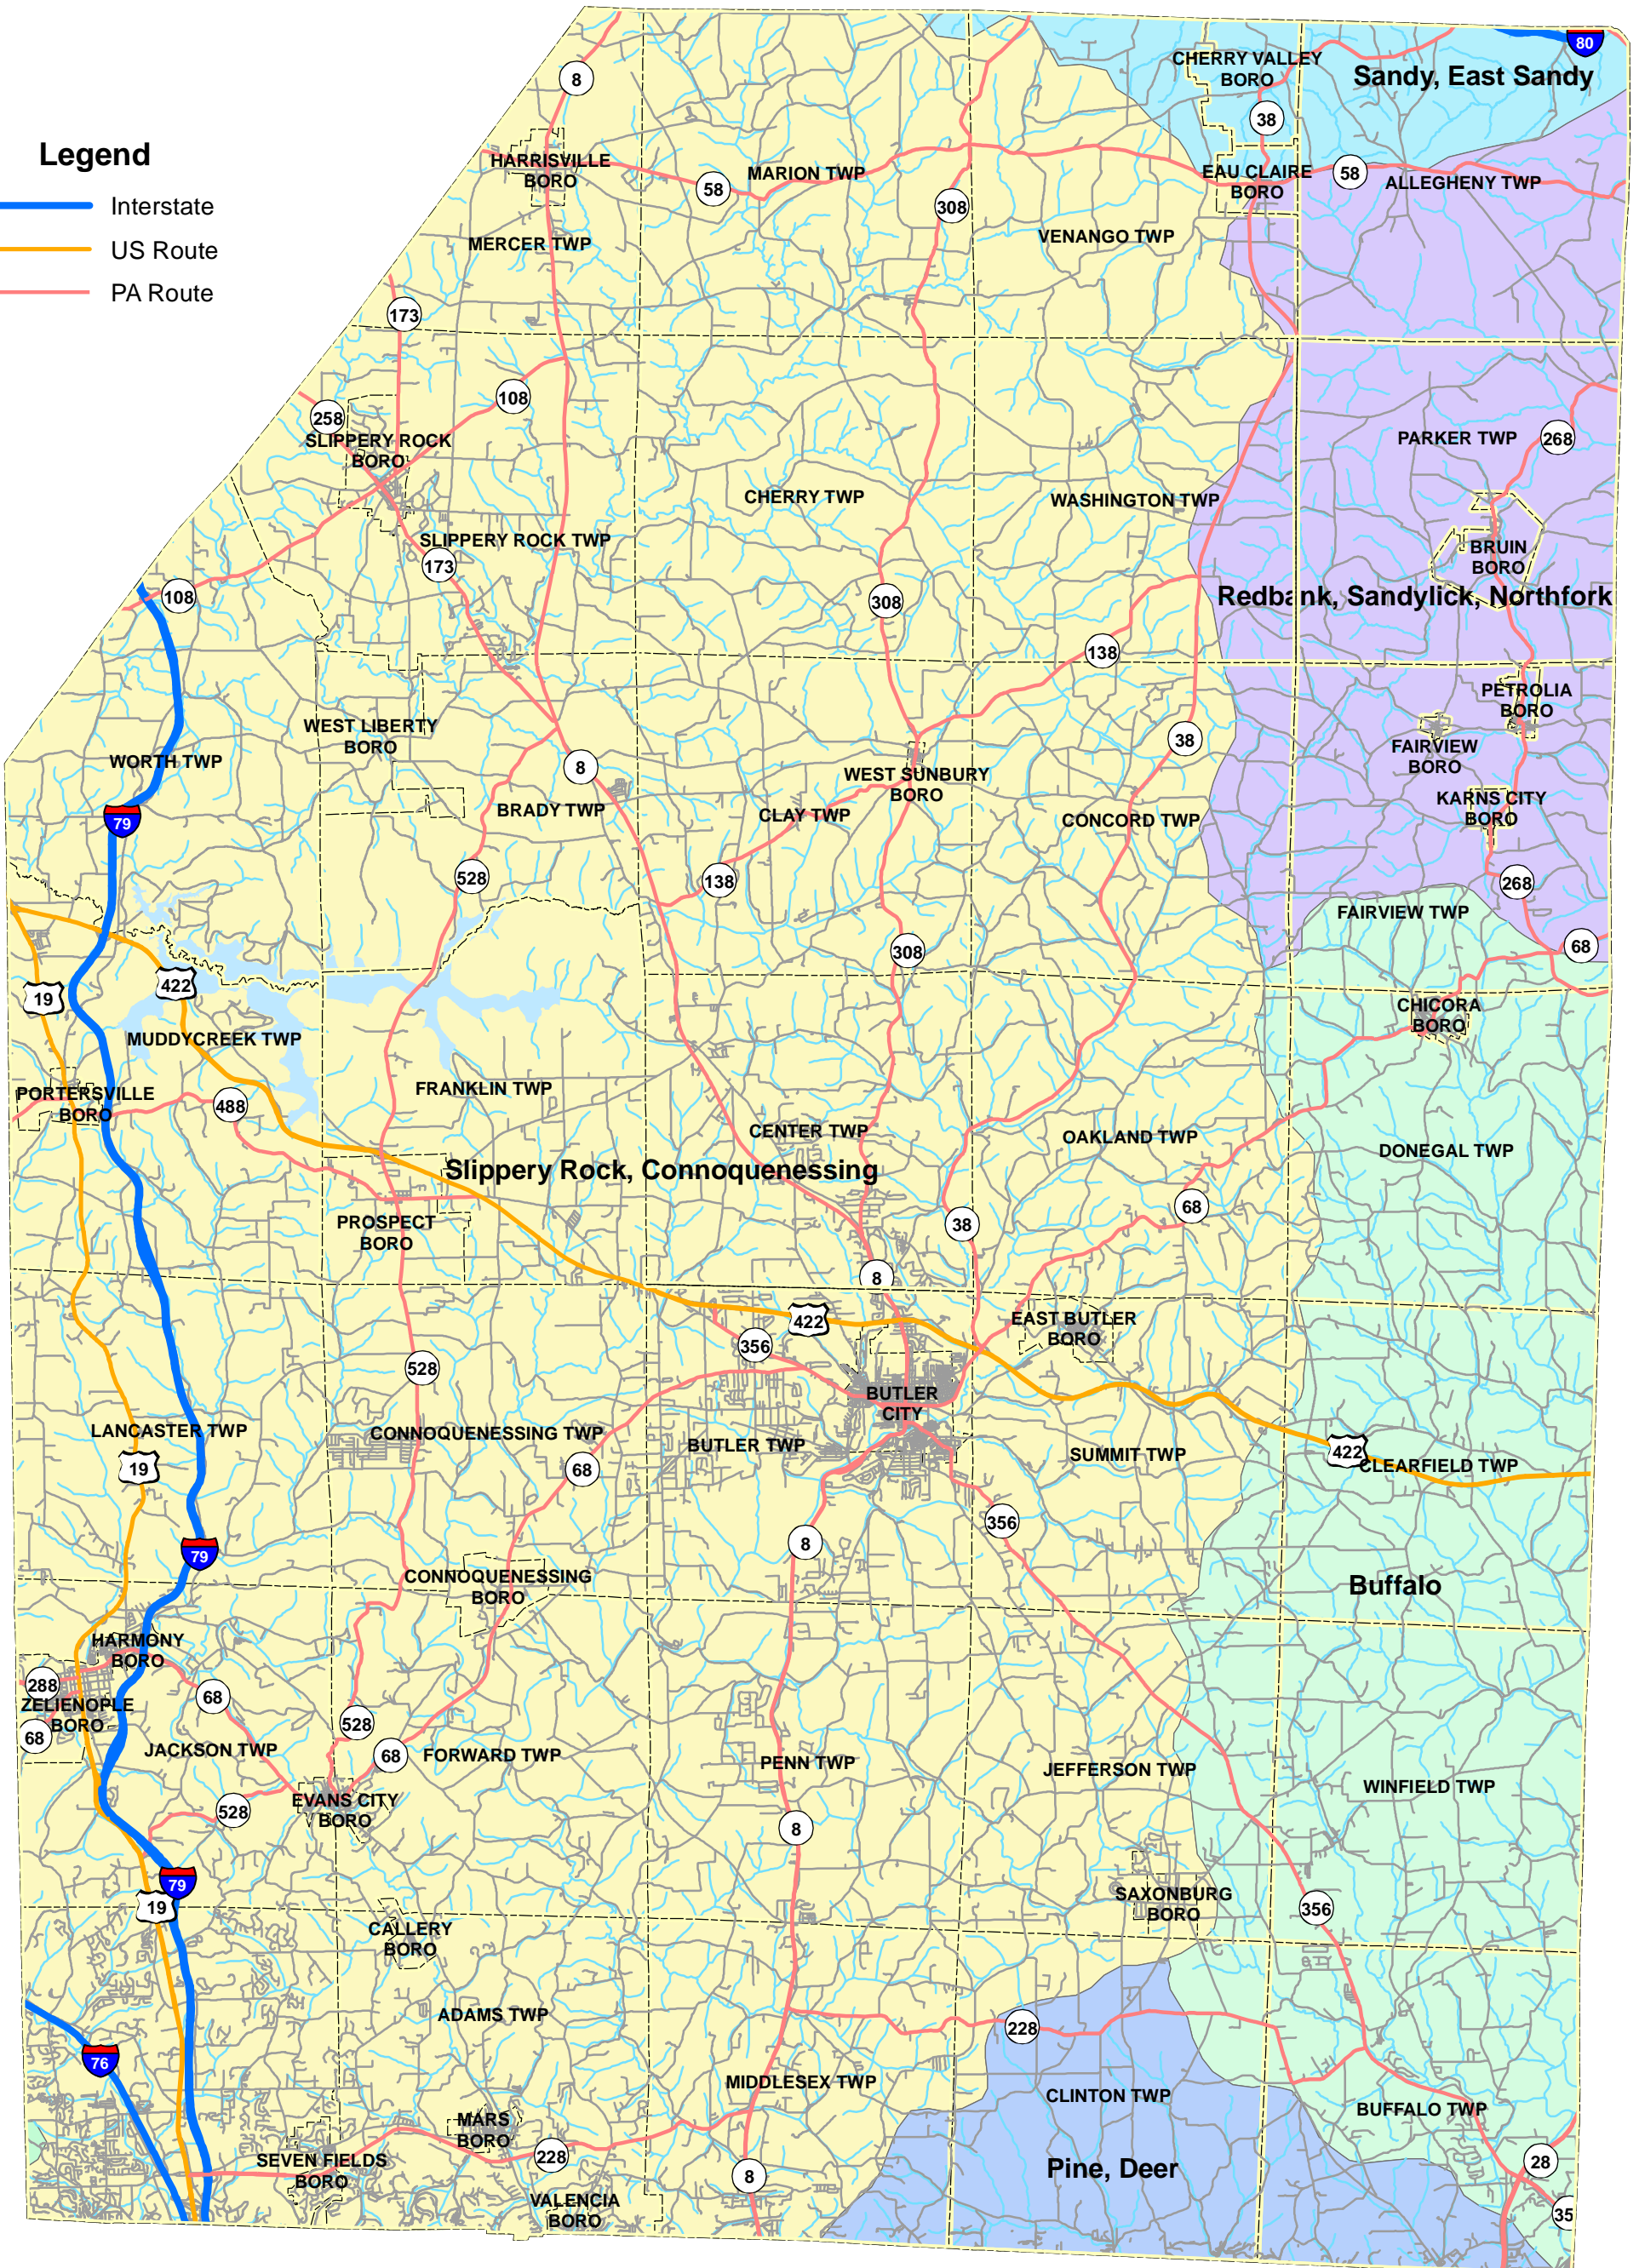 Legend
Interstate
US Route
PA Route
80
CHERRY VALLEY
BORO
Sandy, East Sandy
8
38
HARRISVILLE
BORO
58
MARION TWP
EAU CLAIRE
BORO
58
ALLEGHENY TWP
308
MERCER TWP
VENANGO TWP
173
108
258
SLIPPERY ROCK
BORO
PARKER TWP
268
CHERRY TWP
WASHINGTON TWP
SLIPPERY ROCK TWP
173
BRUIN
BORO
108
308
Redbank, Sandylick, Northfork
138
PETROLIA
BORO
WEST LIBERTY
BORO
38
FAIRVIEW
BORO
WORTH TWP
8
WEST SUNBURY
BORO
KARNS CITY
BORO
79
BRADY TWP
CLAY TWP
CONCORD TWP
528
138
268
FAIRVIEW TWP
308
68
19
422
CHICORA
BORO
MUDDYCREEK TWP
PORTERSVILLE
BORO
488
FRANKLIN TWP
CENTER TWP
OAKLAND TWP
DONEGAL TWP
Slippery Rock, Connoquenessing
PROSPECT
BORO
38
68
8
422
356
EAST BUTLER
BORO
528
BUTLER
CITY
LANCASTER TWP
19
CONNOQUENESSING TWP
68
BUTLER TWP
SUMMIT TWP
422
CLEARFIELD TWP
79
8
356
CONNOQUENESSING
BORO
Buffalo
HARMONY
BORO
288
ZELIENOPLE
BORO
68
68
528
68
JACKSON TWP
FORWARD TWP
PENN TWP
JEFFERSON TWP
WINFIELD TWP
528
EVANS CITY
BORO
8
79
19
SAXONBURG
BORO
356
CALLERY
BORO
ADAMS TWP
228
76
MIDDLESEX TWP
CLINTON TWP
BUFFALO TWP
MARS
BORO
228
SEVEN FIELDS
BORO
8
Pine, Deer
28
VALENCIA
BORO
35